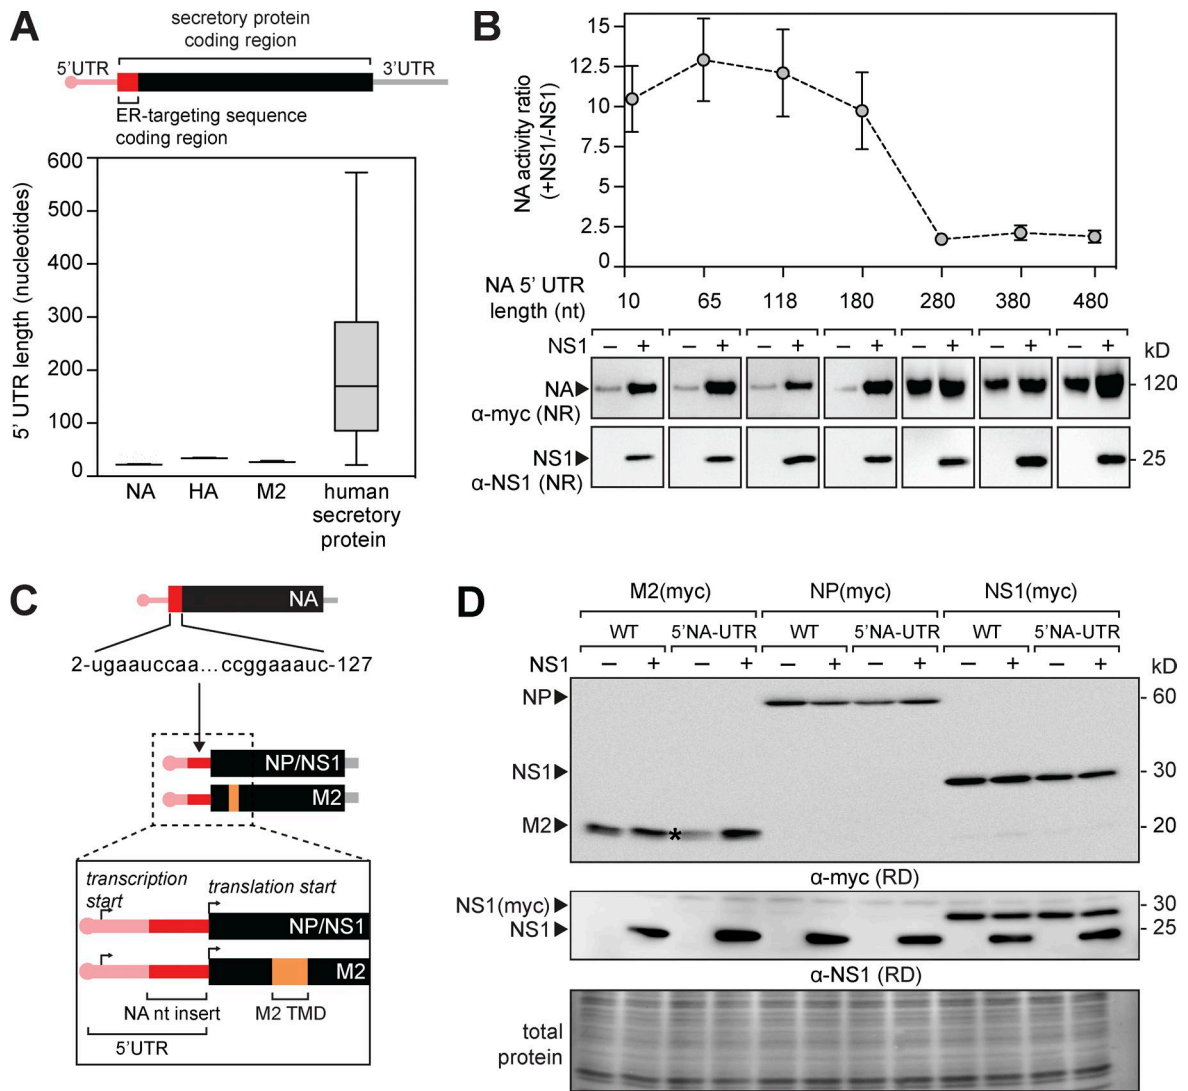 A
secretory protein
coding region
5'UTR
3'UTR
ER-targeting sequence
coding region
5' UTR length (nucleotides)
600
500
400
300
200
100
0
NA HA M2 human
secretory
protein
B
NA activity ratio
(+NS1/-NS1)
15
12.5
10
7.5
5
2.5
0
NA 5' UTR
length (nt)
10 65 118 180 280 380 480
NS1 – + – + – + – + – + – + – + kD
NA 120
α-myc (NR)
NS1 25
α-NS1 (NR)
C
NA
2-ugaauccaa...ccggaaauc-127
NP/NS1
M2
transcription
start
translation start
NP/NS1
M2
NA nt insert
M2 TMD
5'UTR
D
M2(myc) NP(myc) NS1(myc)
WT 5'NA-UTR WT 5'NA-UTR WT 5'NA-UTR
NS1 – + – + – + – + – + – + kD
NP - 60
NS1 - 30
M2 * - 20
α-myc (RD)
NS1(myc) - 30
NS1 - 25
α-NS1 (RD)
total
protein